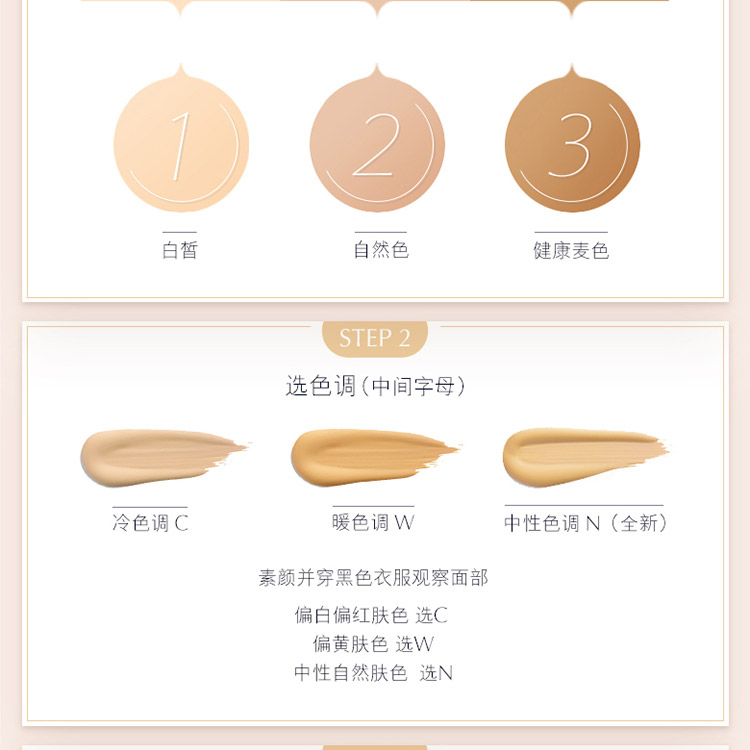 1 2 3
白皙 自然色 健康麦色
STEP 2
选色调(中间字母)
冷色调 C 暖色调 W 中性色调 N(全新)
素颜并穿黑色衣服观察面部
偏白偏红肤色 选C
偏黄肤色 选W
中性自然肤色 选N